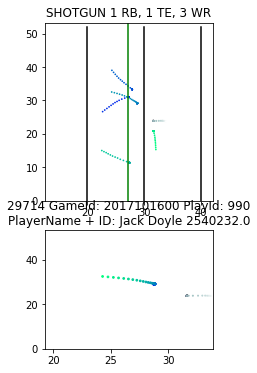 SHOTGUN 1 RB, 1 TE, 3 WR
50
40
30
20
10
0
20 30 40
29714 GameId: 2017101600 PlayId: 990
PlayerName + ID: Jack Doyle 2540232.0
40
20
0
20 25 30